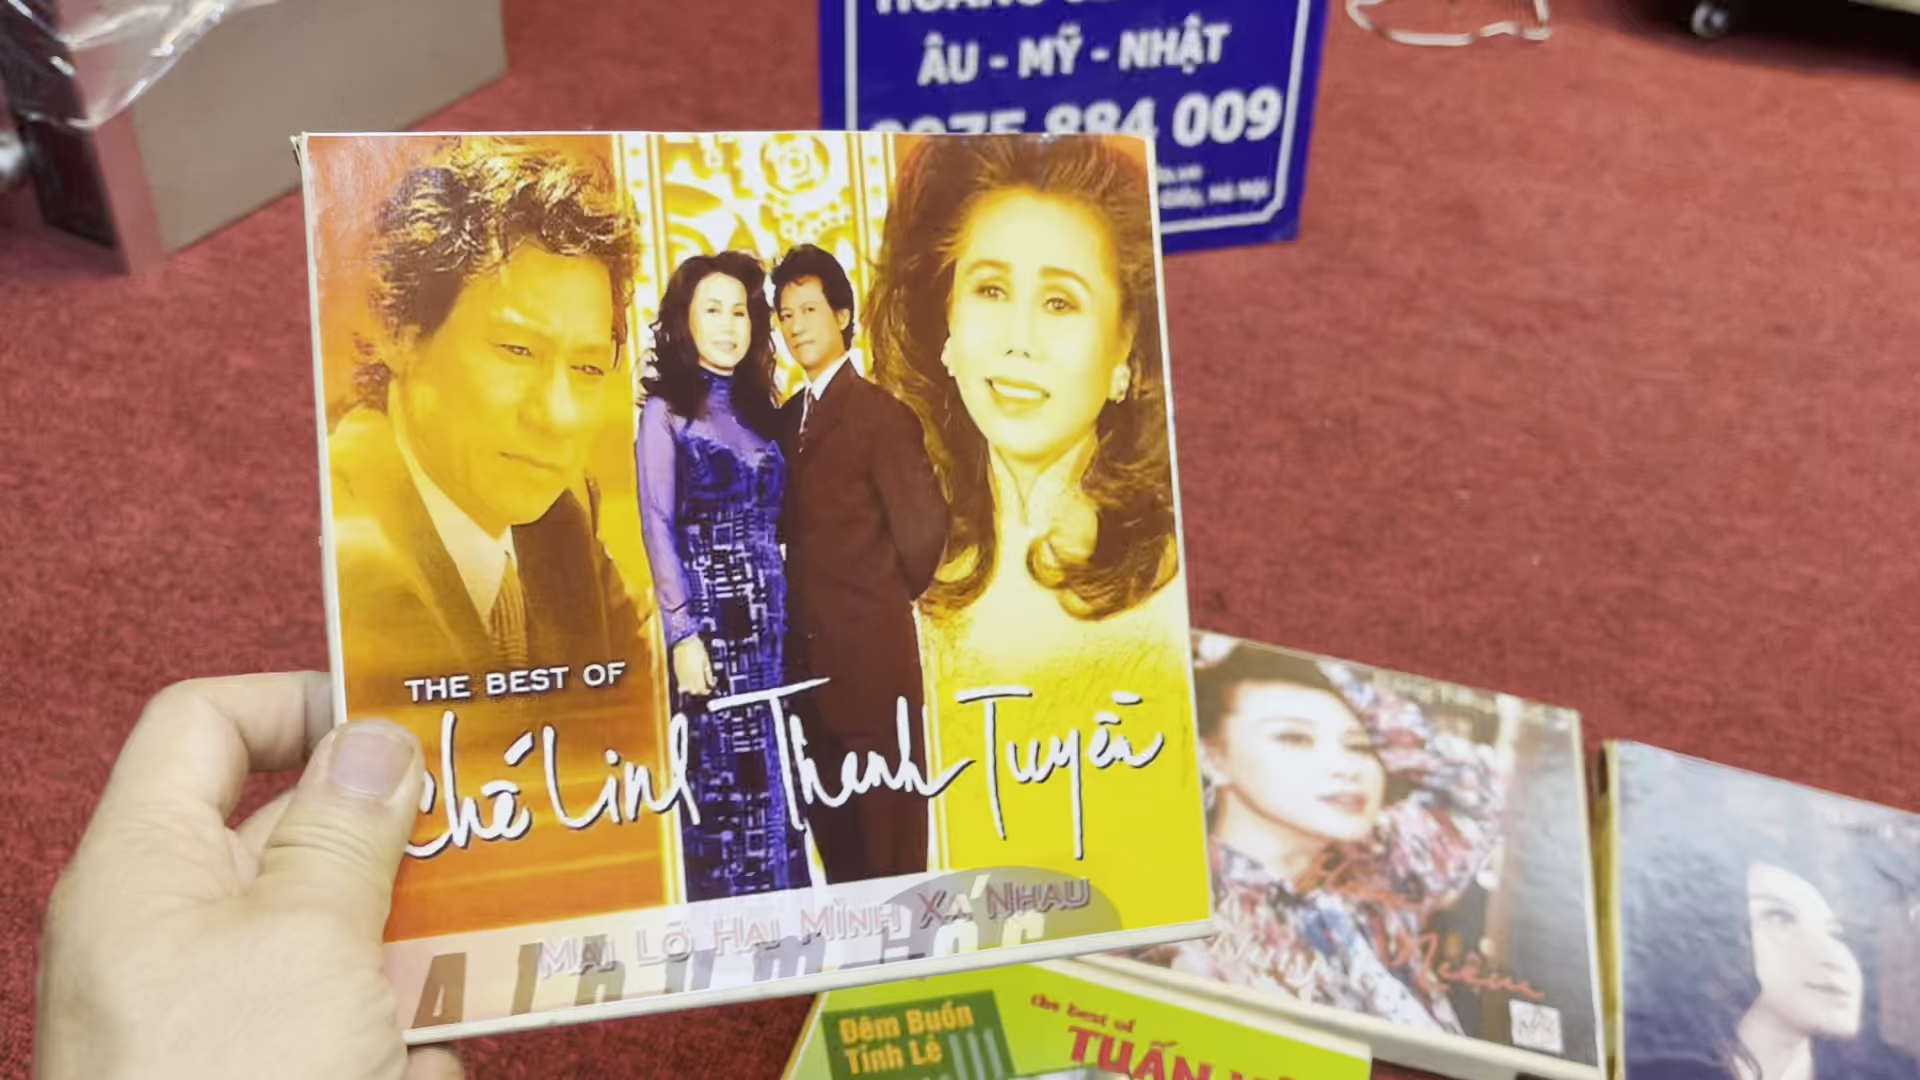 ÂU - MỸ - NHẬT
884 009
THE BEST OF
Chế Linh Thanh Tuyền
MAI LỠ HAI MÌNH XA NHAU
Niệm
Đêm Buồn
Tỉnh Lẻ
the best of
TUẤN